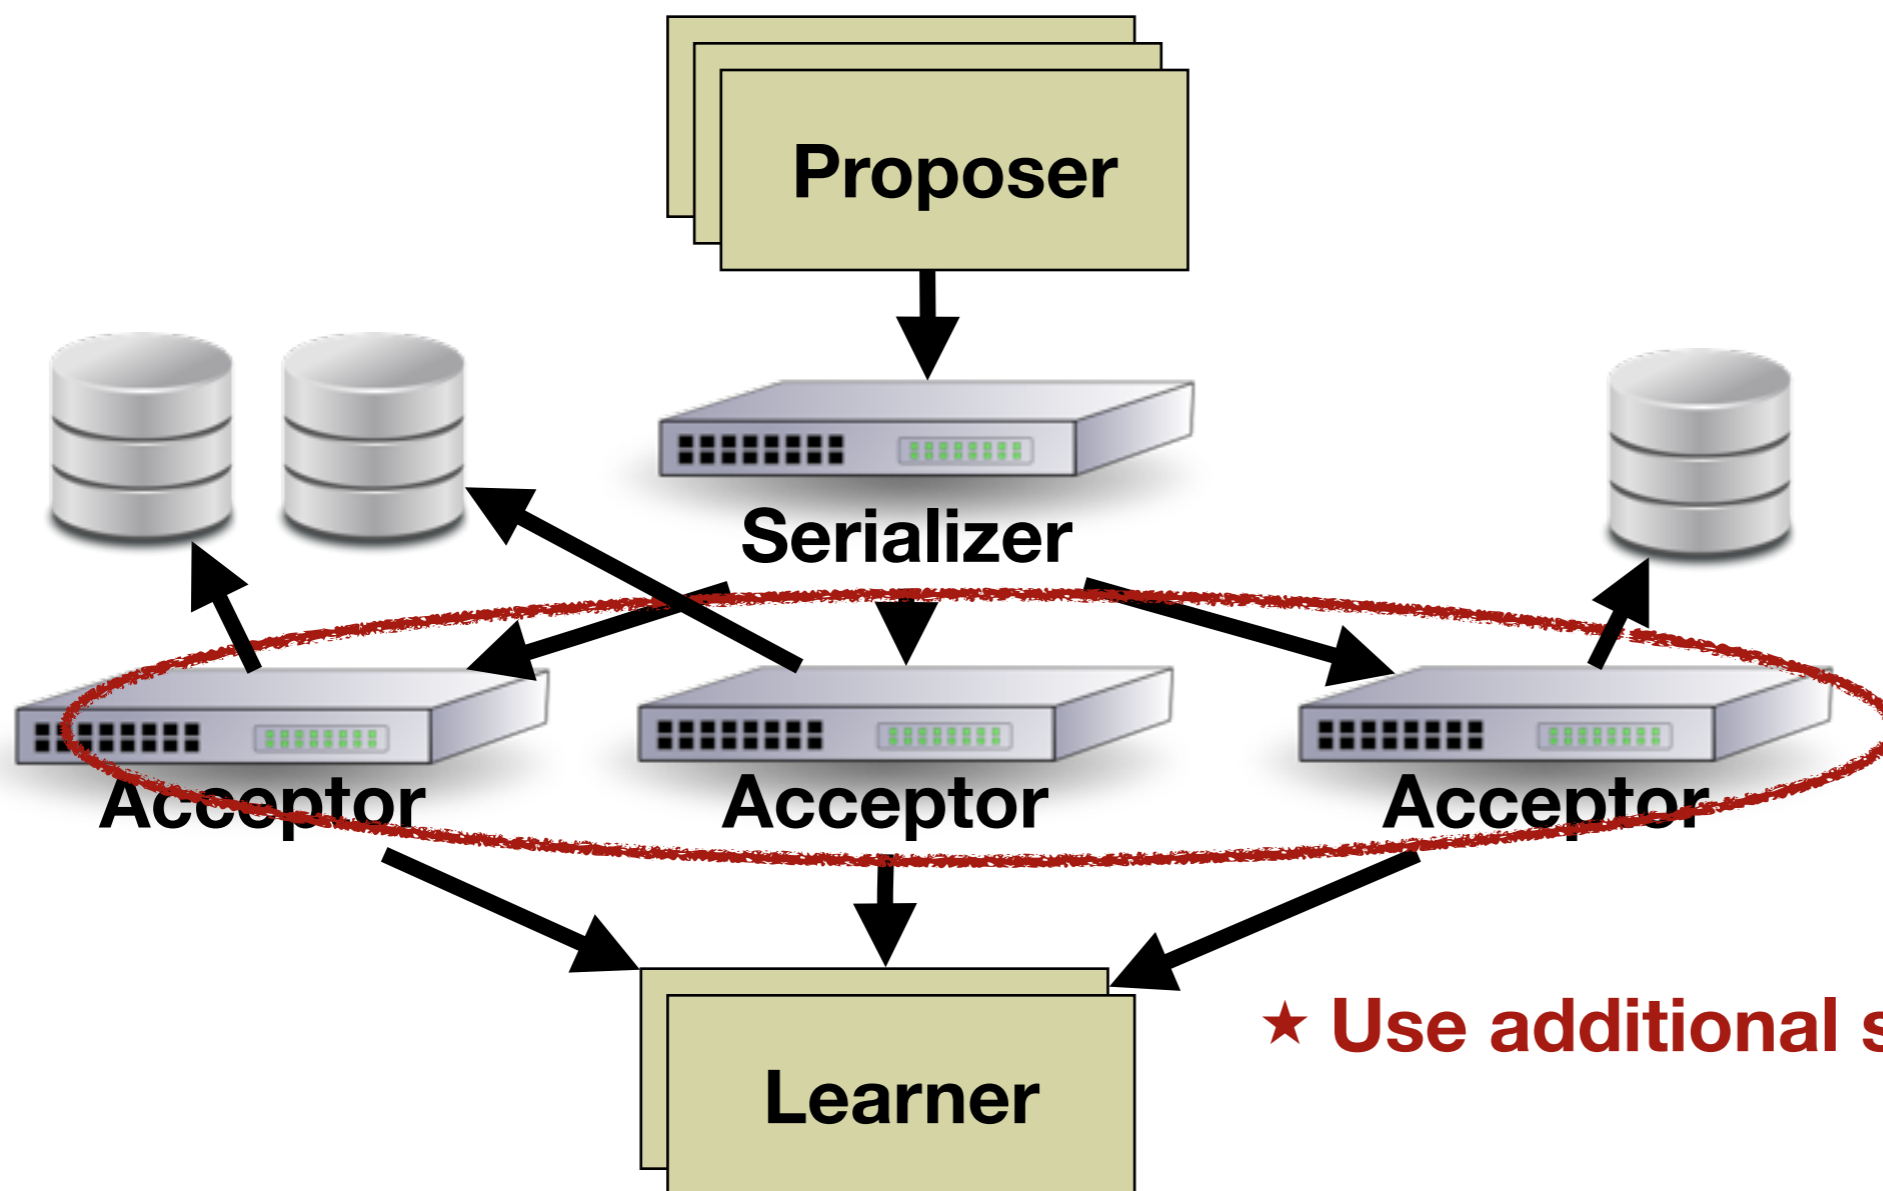 Proposer
Serializer
Acceptor
Acceptor
Acceptor
★ Use additional
Learner